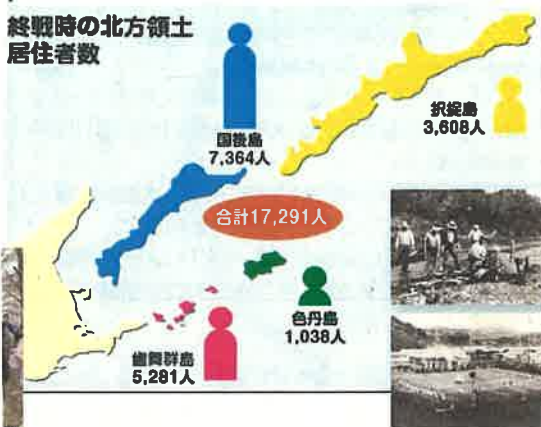 終戦時の北方領土
居住者数
国後島
7,364人
択捉島
3,608人
合計17,291人
色丹島
1,038人
歯舞群島
5,281人